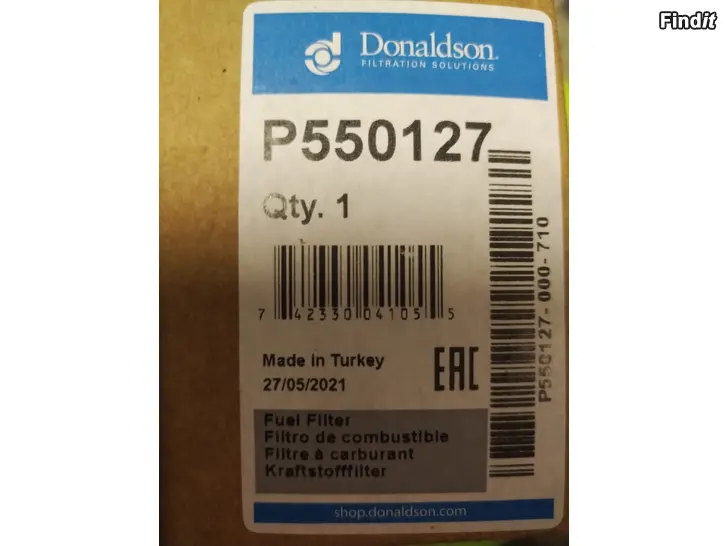 Findit
Donaldson.
FILTRATION SOLUTIONS
P550127
Qty. 1
7 42330 04105 5
P550127-000-710
Made in Turkey
27/05/2021
EAC
Fuel Filter
Filtro de combustible
Filtre à carburant
Kraftstofffilter
shop.donaldson.com